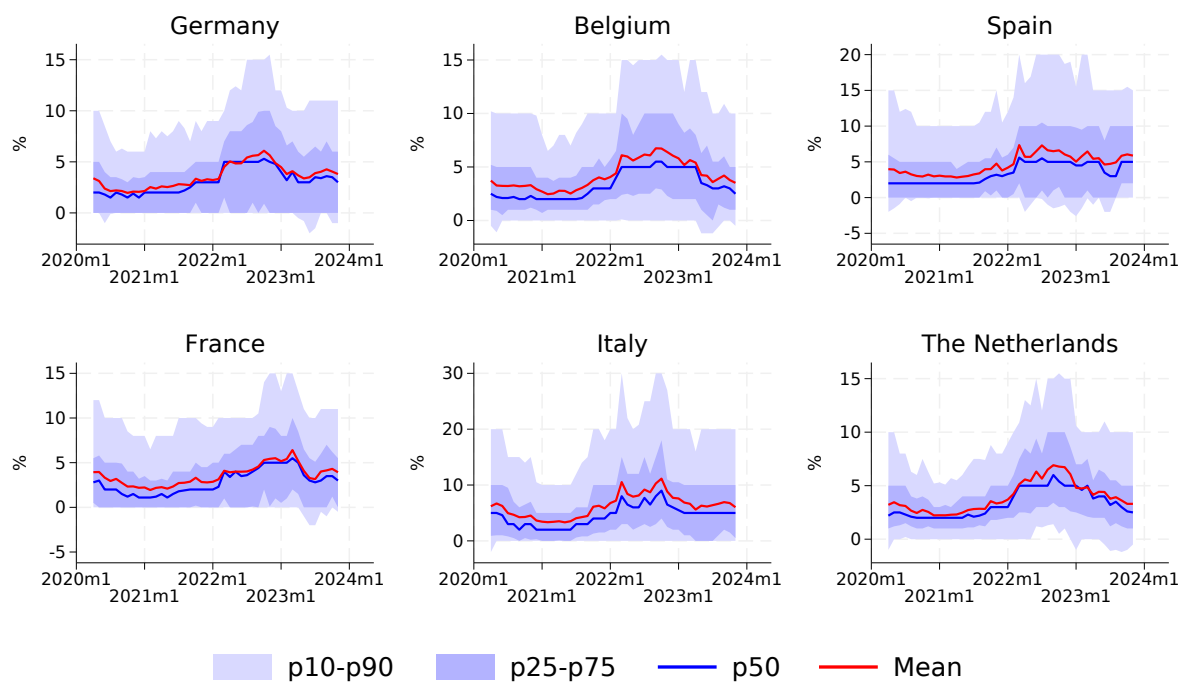 Germany
Belgium
Spain
%
15
10
5
0
2020m1
2021m1
2022m1
2023m1
2024m1
%
15
10
5
0
2020m1
2021m1
2022m1
2023m1
2024m1
%
20
15
10
5
0
-5
2020m1
2021m1
2022m1
2023m1
2024m1
France
Italy
The Netherlands
%
15
10
5
0
-5
2020m1
2021m1
2022m1
2023m1
2024m1
%
30
20
10
0
2020m1
2021m1
2022m1
2023m1
2024m1
%
15
10
5
0
2020m1
2021m1
2022m1
2023m1
2024m1
p10-p90 p25-p75 p50 Mean